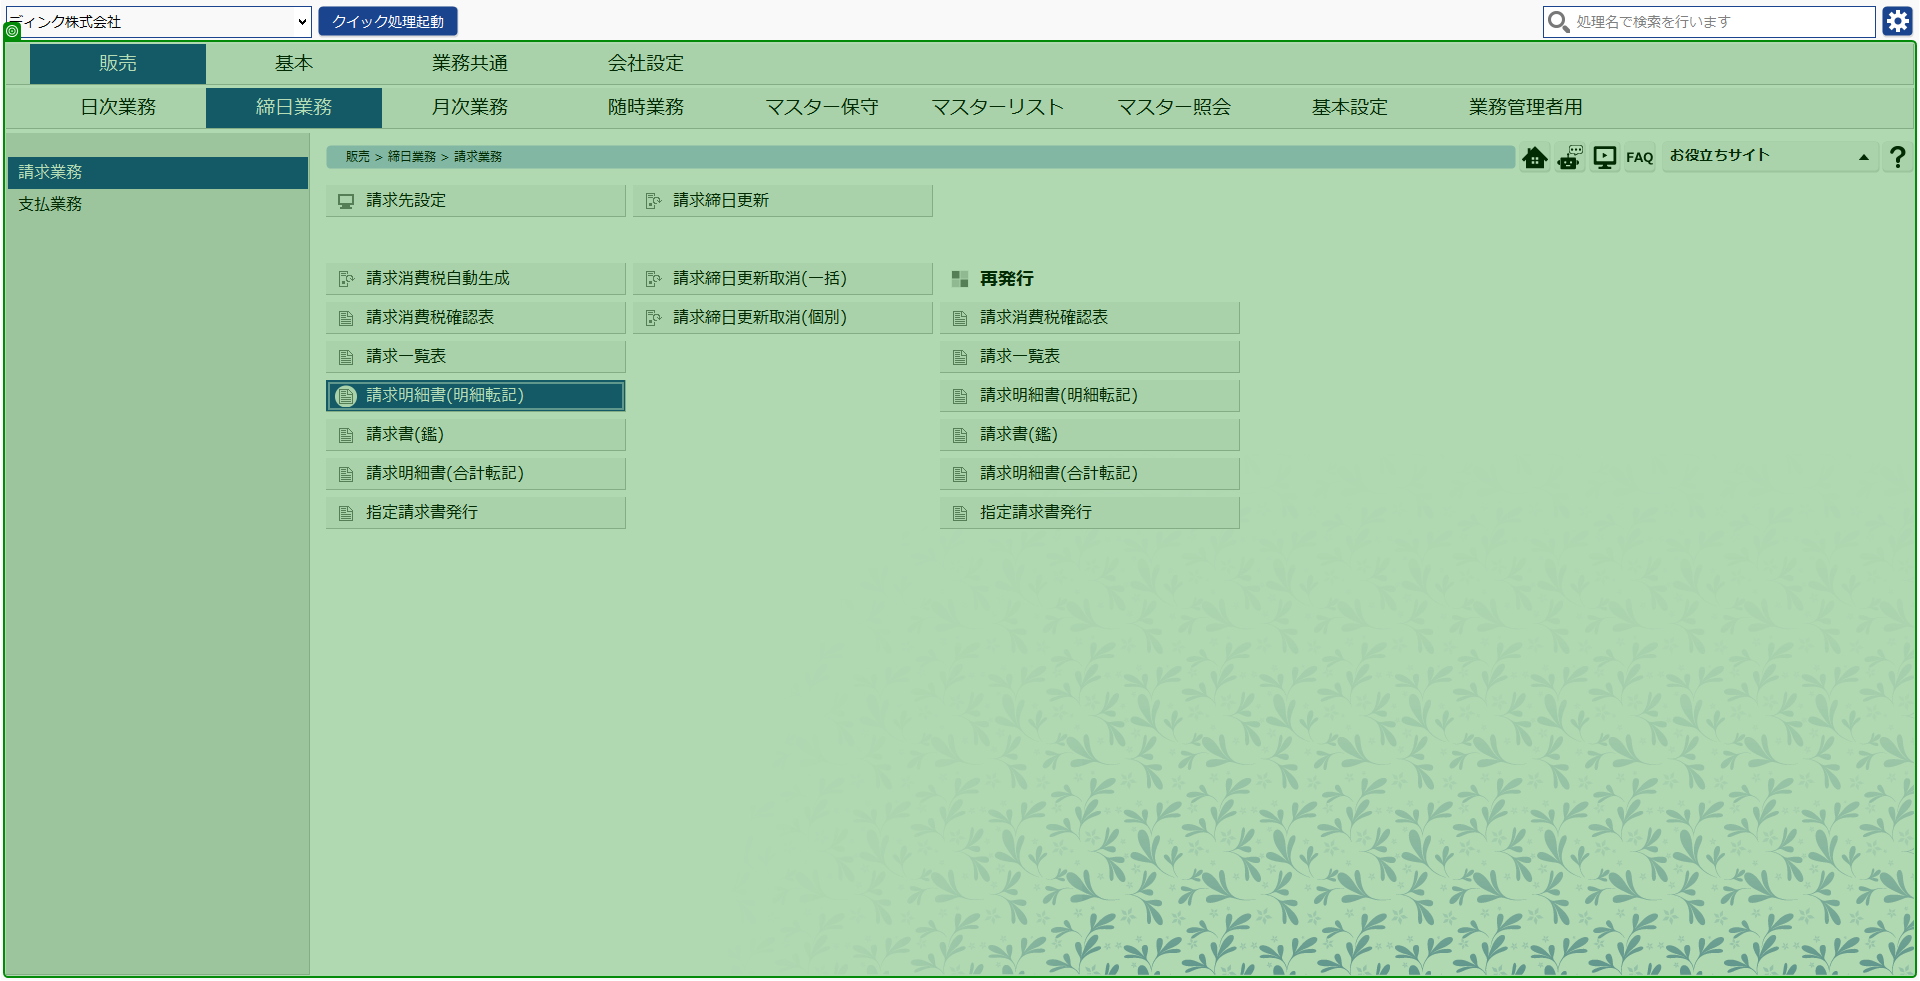 ディンク株式会社
クイック処理起動
処理名で検索を行います
販売 基本 業務共通 会社設定
日次業務 締日業務 月次業務 随時業務 マスター保守 マスターリスト マスター照会 基本設定 業務管理者用
請求業務
支払業務
販売 > 締日業務 > 請求業務
FAQ
お役立ちサイト
?
請求先設定
請求締日更新
請求消費税自動生成
請求締日更新取消(一括)
再発行
請求消費税確認表
請求締日更新取消(個別)
請求消費税確認表
請求一覧表
請求一覧表
請求明細書(明細転記)
請求明細書(明細転記)
請求書(鑑)
請求書(鑑)
請求明細書(合計転記)
請求明細書(合計転記)
指定請求書発行
指定請求書発行